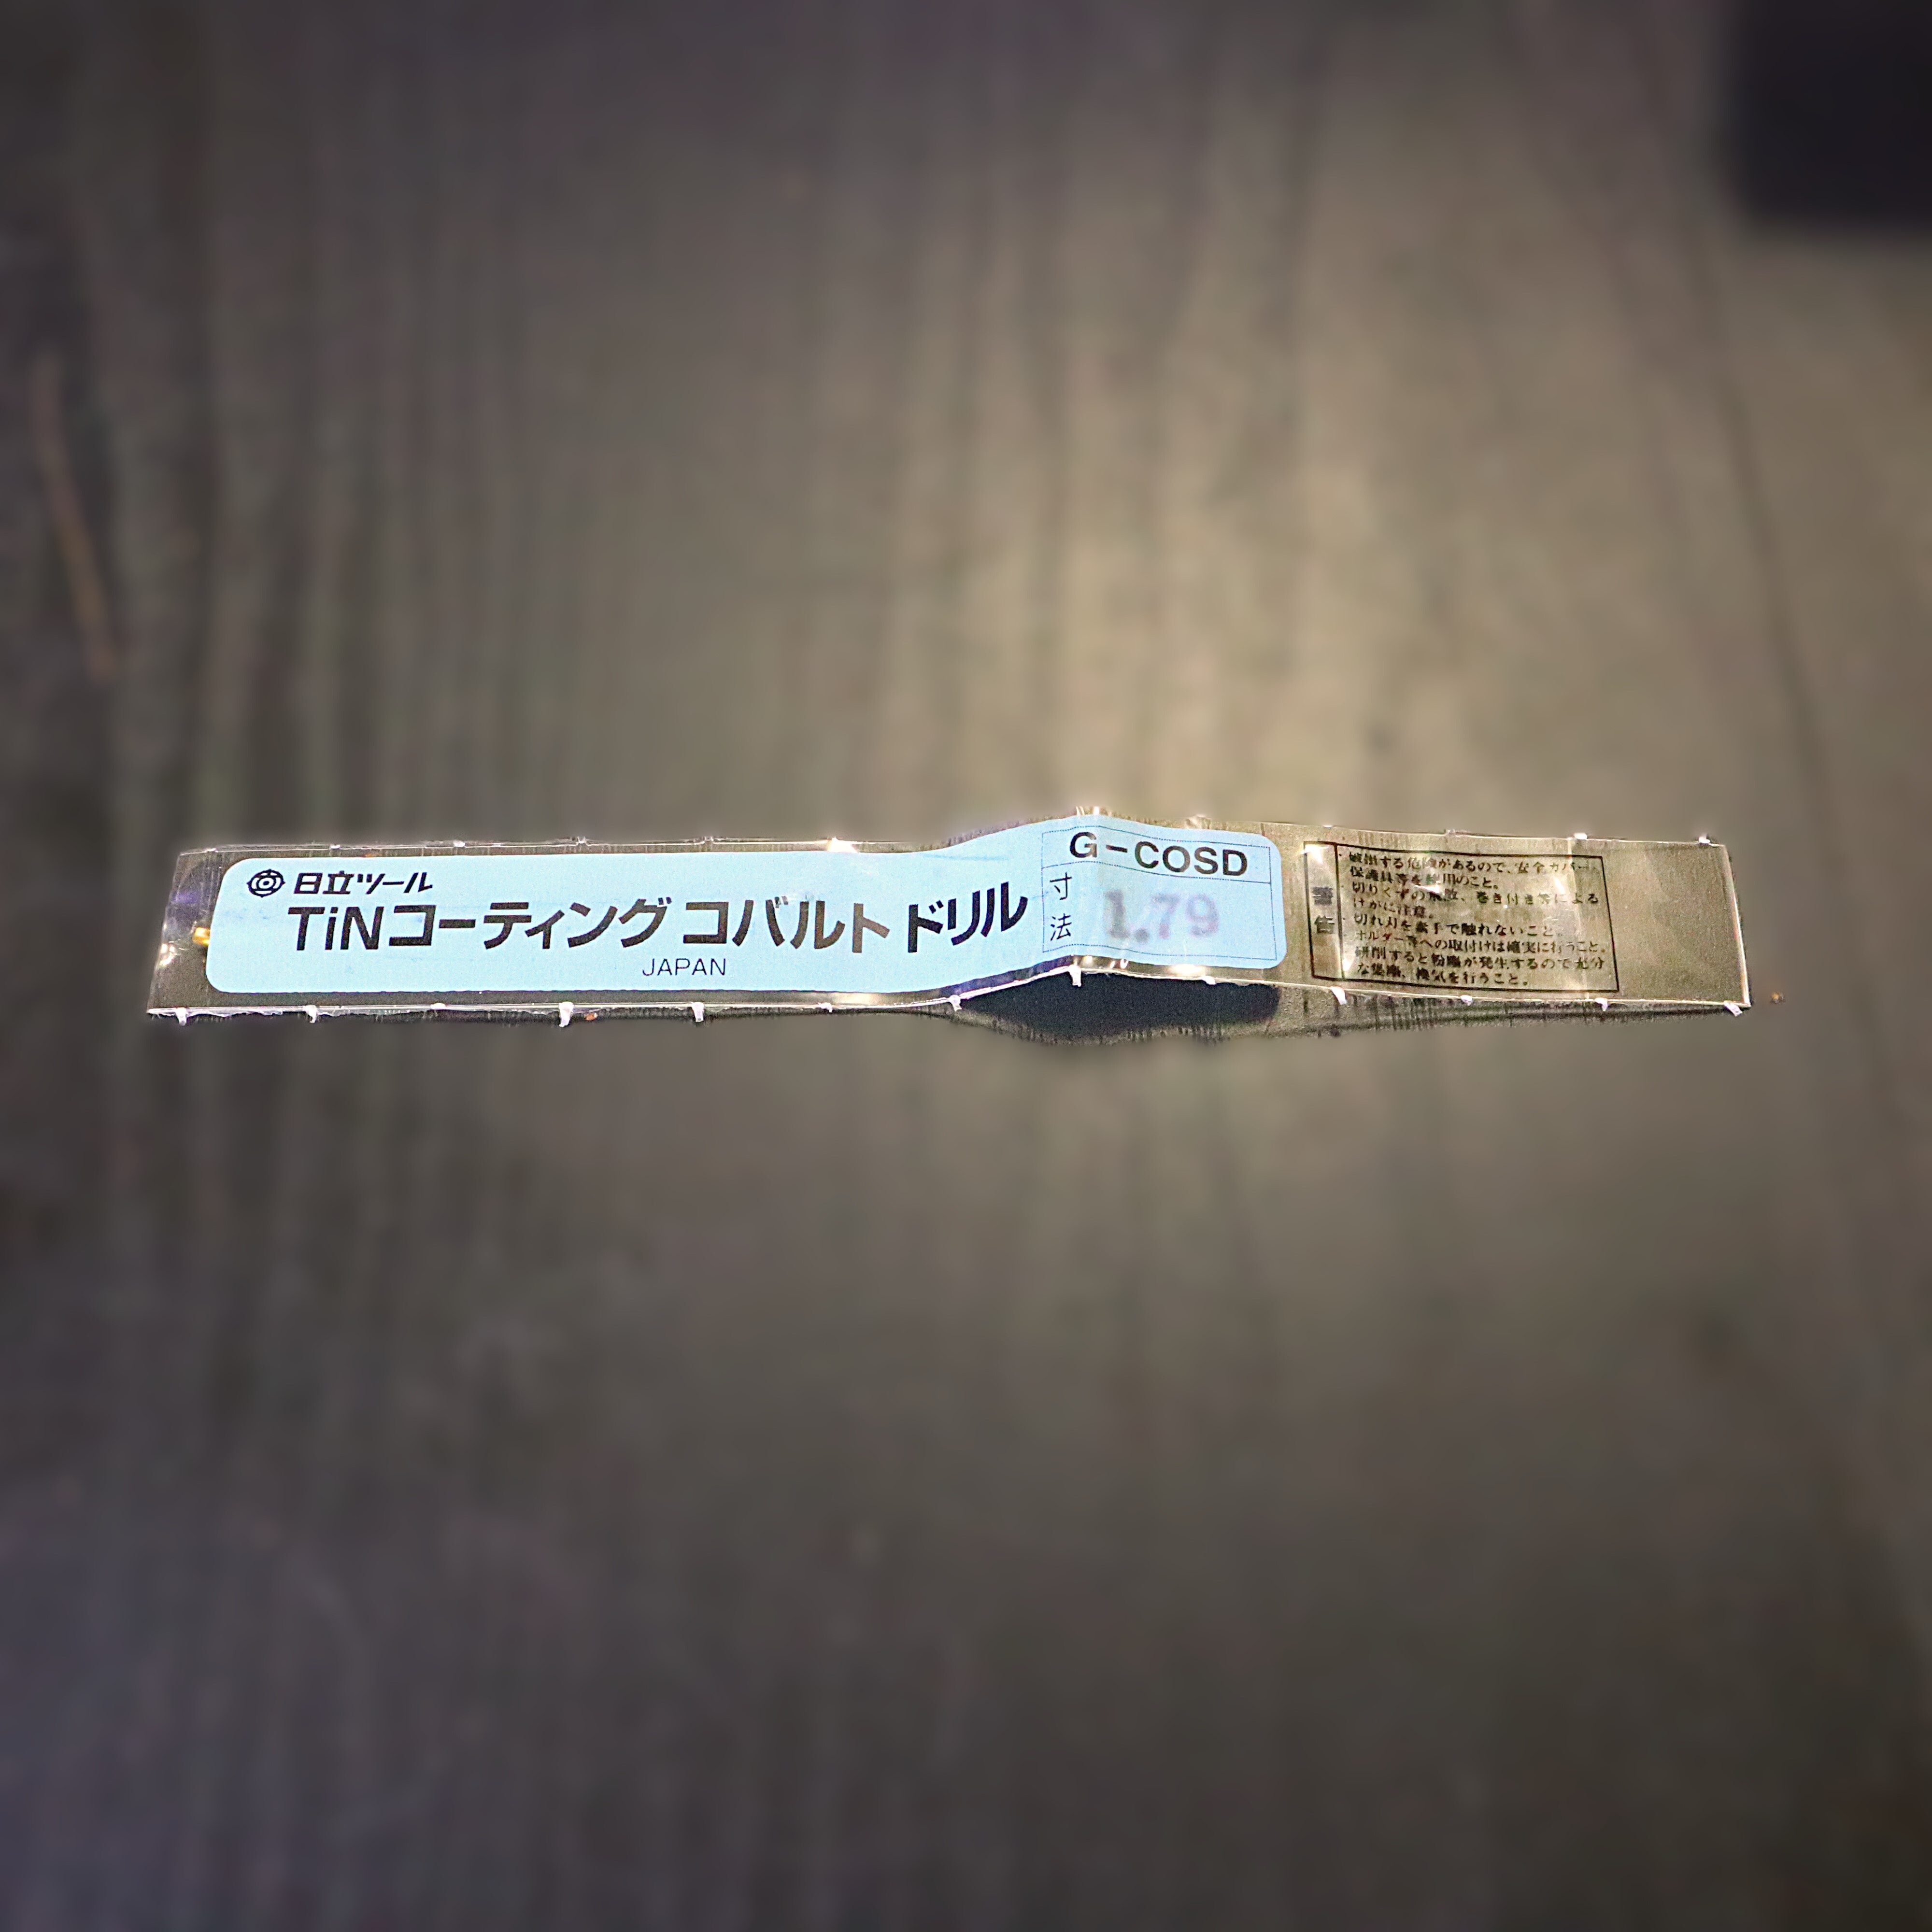 日立ツール
TiNコーティング コバルト ドリル
JAPAN
G-COSD
寸法
1.79
警告
・破損する危険があるので、安全カバー、
保護具等を使用のこと。
・切りくずの飛散、巻き付き等による
けがに注意。
・切れ刃を素手で触れないこと。
・ホルダー等への取付けは確実に行うこと。
・研削すると粉塵が発生するので充分
な集塵、換気を行うこと。